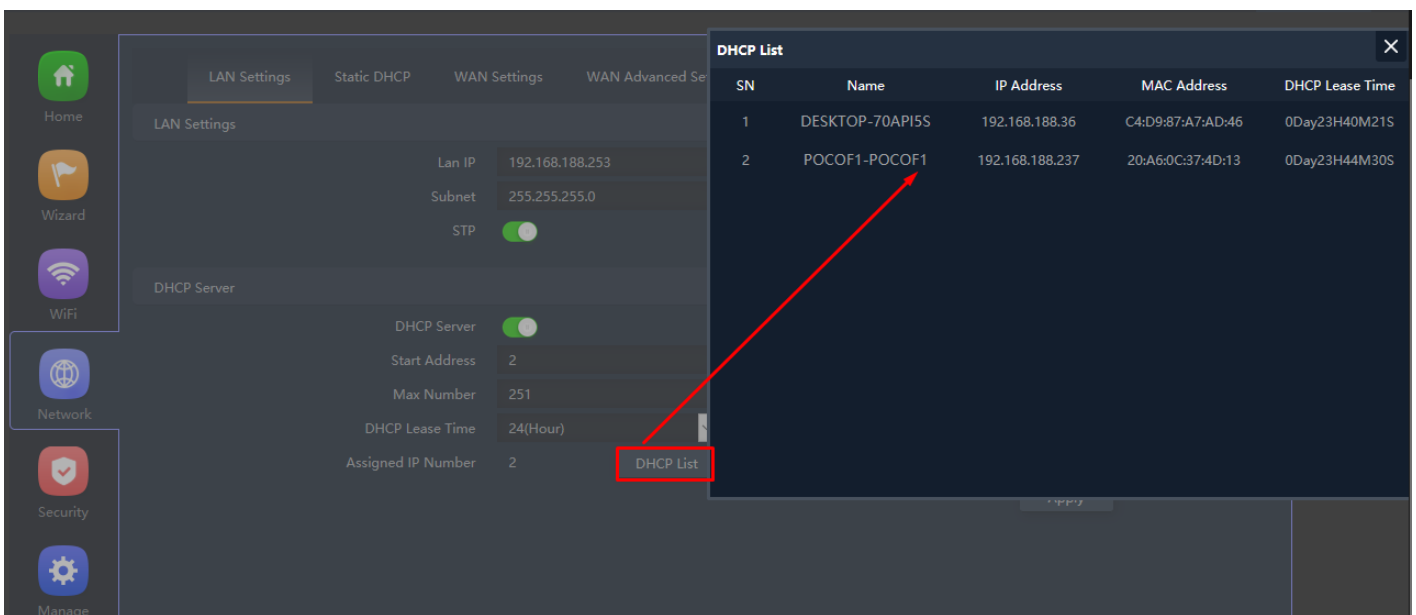 Home
Wizard
WiFi
Network
Security
Manage
LAN Settings Static DHCP WAN Settings WAN Advanced Se
LAN Settings
Lan IP 192.168.188.253
Subnet 255.255.255.0
STP
DHCP Server
DHCP Server
Start Address 2
Max Number 251
DHCP Lease Time 24(Hour)
Assigned IP Number 2 DHCP List
Apply
DHCP List
SN Name IP Address MAC Address DHCP Lease Time
1 DESKTOP-70API5S 192.168.188.36 C4:D9:87:A7:AD:46 0Day23H40M21S
2 POCOF1-POCOF1 192.168.188.237 20:A6:0C:37:4D:13 0Day23H44M30S